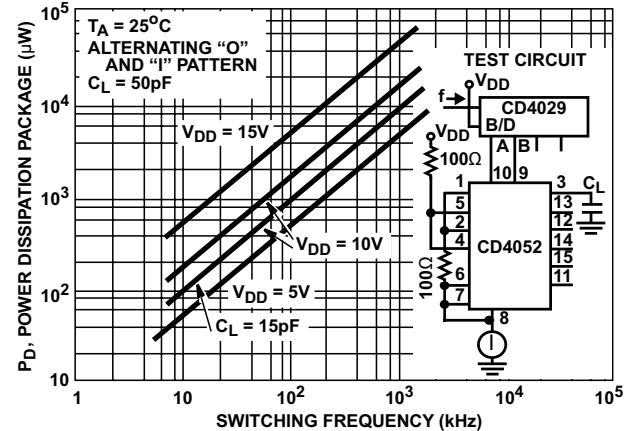 P_D, POWER DISSIPATION PACKAGE (µW)
10^5
10^4
10^3
10^2
10
T_A = 25°C
ALTERNATING “O”
AND “I” PATTERN
C_L = 50pF
V_DD = 15V
V_DD = 10V
V_DD = 5V
C_L = 15pF
TEST CIRCUIT
f
V_DD
CD4029
B/D
A B
V_DD
100Ω
10 9
1
5
2
4
6
7
8
3
13
12
14
15
11
C_L
CD4052
100Ω
I
1
10
10^2
10^3
10^4
10^5
SWITCHING FREQUENCY (kHz)